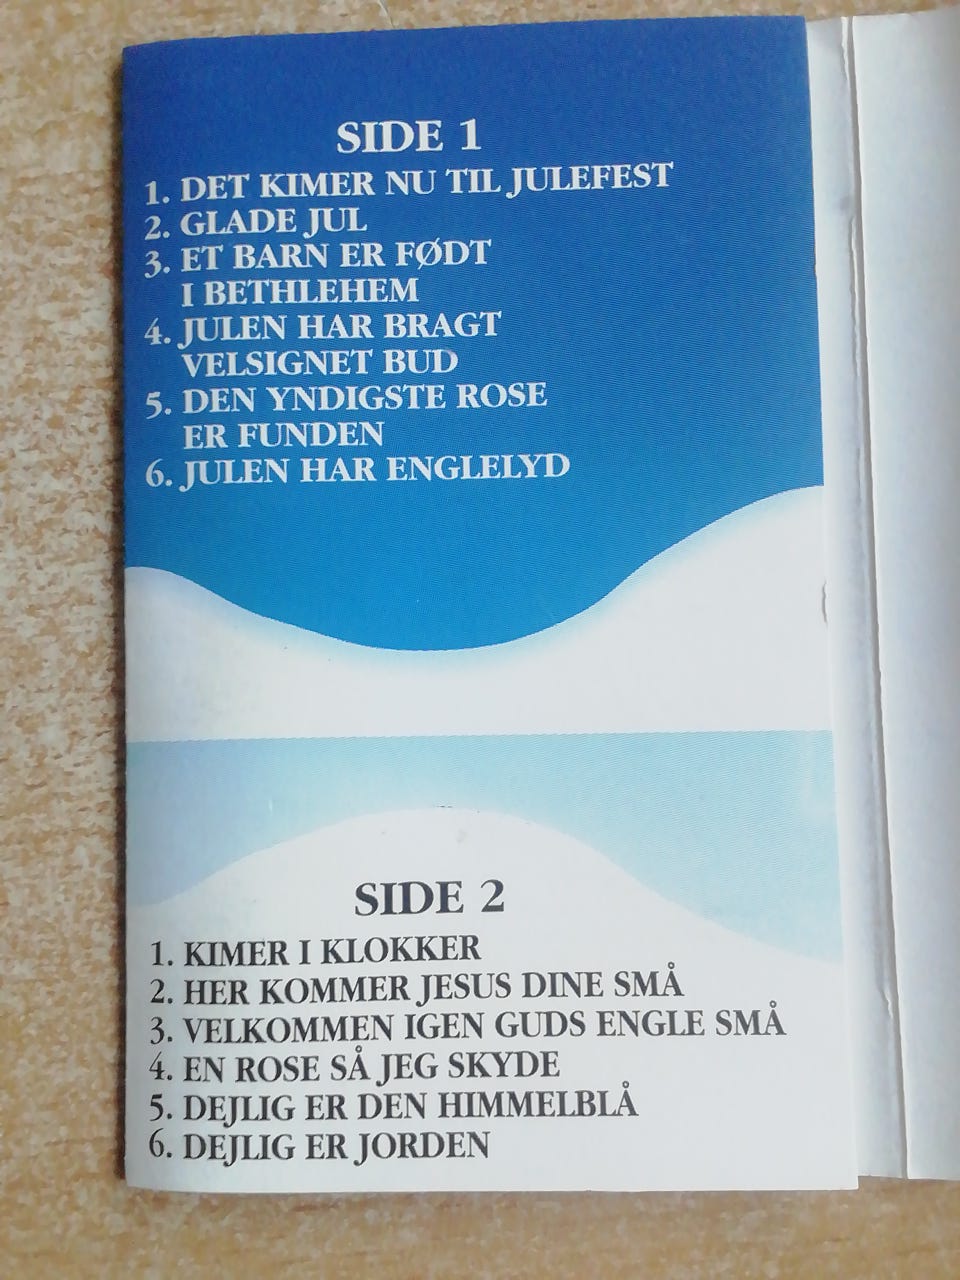 SIDE 1
1. DET KIMER NU TIL JULEFEST
2. GLADE JUL
3. ET BARN ER FØDT
I BETHLEHEM
4. JULEN HAR BRAGT
VELSIGNET BUD
5. DEN YNDIGSTE ROSE
ER FUNDEN
6. JULEN HAR ENGLELYD
SIDE 2
1. KIMER I KLOKKER
2. HER KOMMER JESUS DINE SMÅ
3. VELKOMMEN IGEN GUDS ENGLE SMÅ
4. EN ROSE SÅ JEG SKYDE
5. DEJLIG ER DEN HIMMELBLÅ
6. DEJLIG ER JORDEN